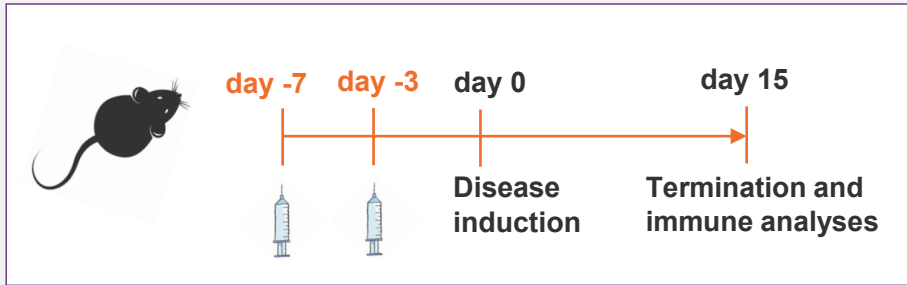 day -7 day -3 day 0 day 15
Disease induction
Termination and immune analyses